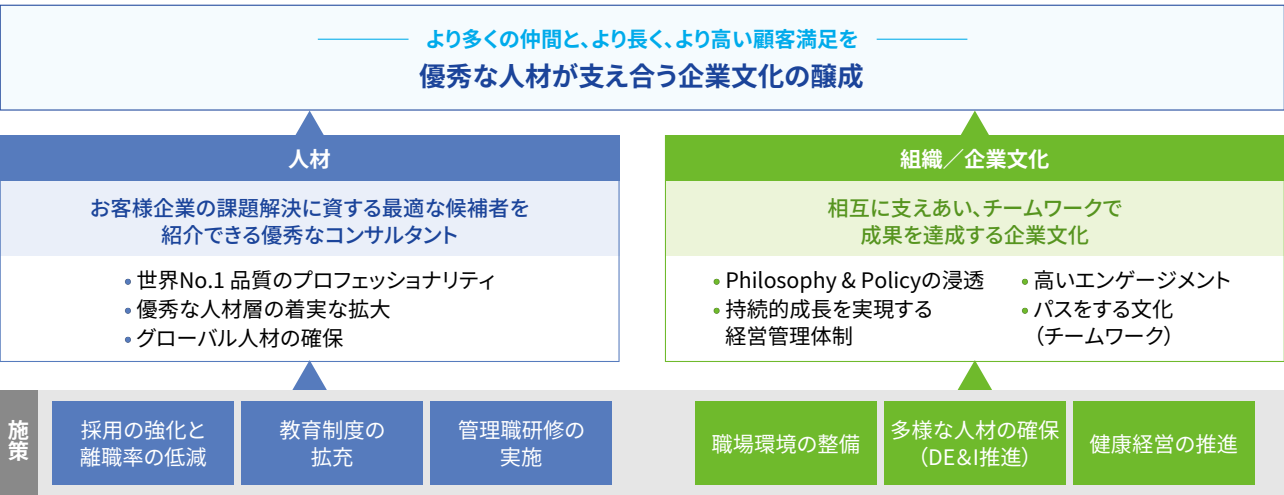 より多くの仲間と、より長く、より高い顧客満足を
優秀な人材が支え合う企業文化の醸成
人材
お客様企業の課題解決に資する最適な候補者を
紹介できる優秀なコンサルタント
• 世界No.1 品質のプロフェッショナリティ
• 優秀な人材層の着実な拡大
• グローバル人材の確保
組織／企業文化
相互に支えあい、チームワークで
成果を達成する企業文化
• Philosophy & Policyの浸透
• 持続的成長を実現する
経営管理体制
• 高いエンゲージメント
• パスをする文化
（チームワーク）
施策
採用の強化と
離職率の低減
教育制度の
拡充
管理職研修の
実施
職場環境の整備
多様な人材の確保
（DE&I推進）
健康経営の推進